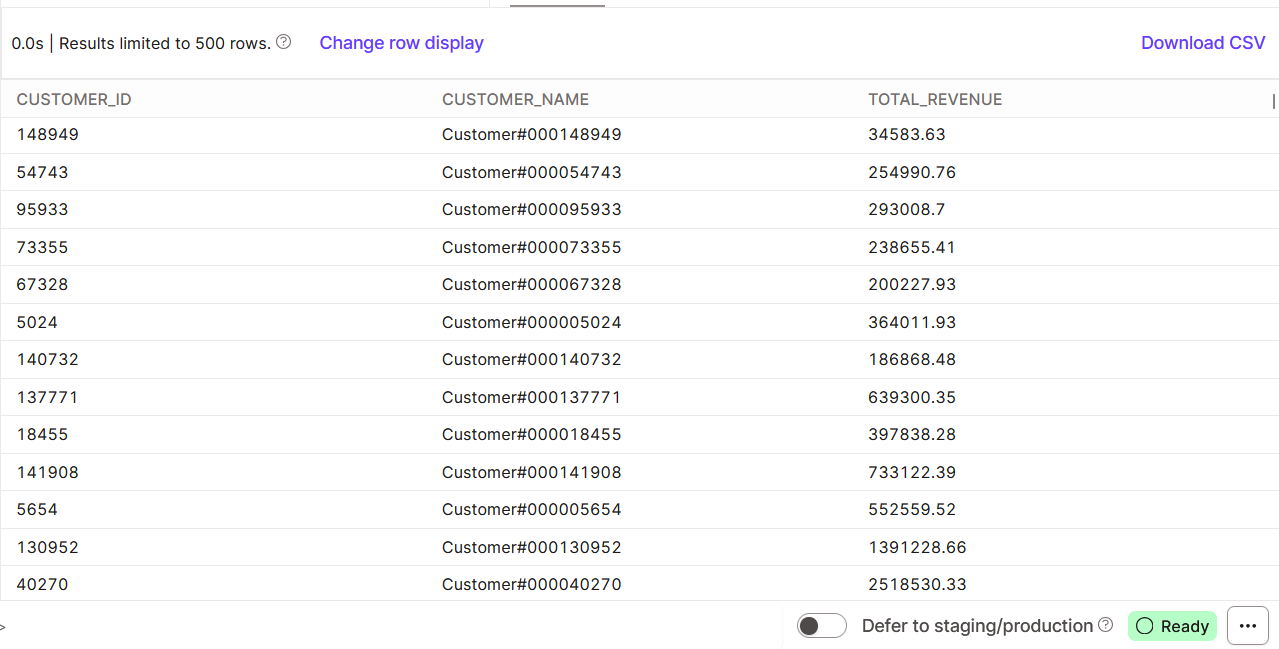 0.0s | Results limited to 500 rows. Change row display Download CSV
CUSTOMER_ID CUSTOMER_NAME TOTAL_REVENUE
148949 Customer#000148949 34583.63
54743 Customer#000054743 254990.76
95933 Customer#000095933 293008.7
73355 Customer#000073355 238655.41
67328 Customer#000067328 200227.93
5024 Customer#000005024 364011.93
140732 Customer#000140732 186868.48
137771 Customer#000137771 639300.35
18455 Customer#000018455 397838.28
141908 Customer#000141908 733122.39
5654 Customer#000005654 552559.52
130952 Customer#000130952 1391228.66
40270 Customer#000040270 2518530.33
> Defer to staging/production Ready ...